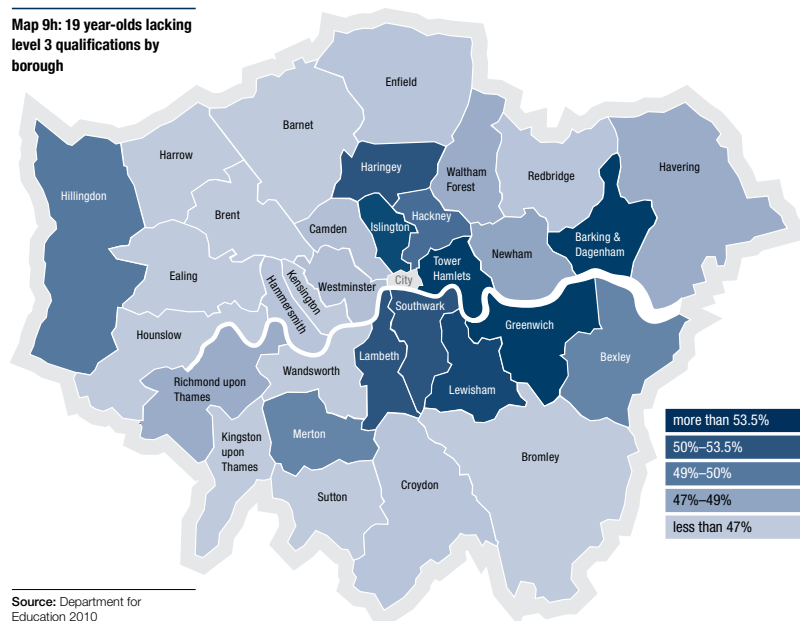 Map 9h: 19 year-olds lacking
level 3 qualifications by
borough
Enfield
Barnet
Harrow
Haringey
Waltham
Forest
Redbridge
Havering
Hillingdon
Brent
Camden
Islington
Hackney
Newham
Barking &
Dagenham
Tower
Hamlets
Ealing
Hammersmith
Kensington
Westminster
City
Southwark
Greenwich
Hounslow
Lambeth
Bexley
Richmond upon
Thames
Wandsworth
Lewisham
Merton
Kingston
upon
Thames
Bromley
Sutton
Croydon
more than 53.5%
50%–53.5%
49%–50%
47%–49%
less than 47%
Source: Department for
Education 2010